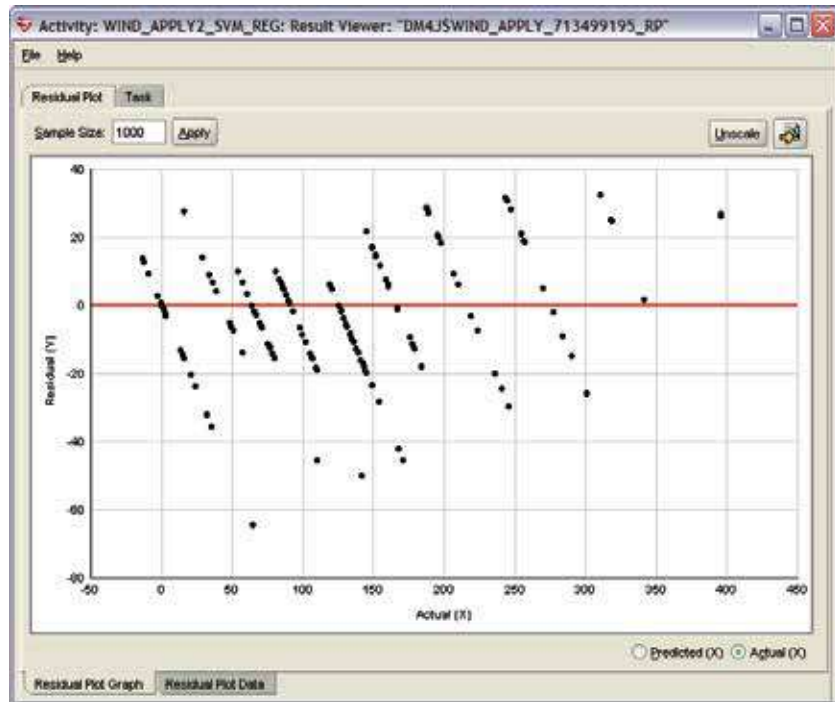 Activity: WIND_APPLY2_SVM_REG: Result Viewer: "DM4J$WIND_APPLY_713499195_RP"
File Help
Residual Plot Task
Sample Size: 1000 Apply Unscale
40
20
0
-20
-40
-60
-80
Residual (Y)
-50 0 50 100 150 200 250 300 350 400 450
Actual (X)
Predicted (X) Actual (X)
Residual Plot Graph Residual Plot Data